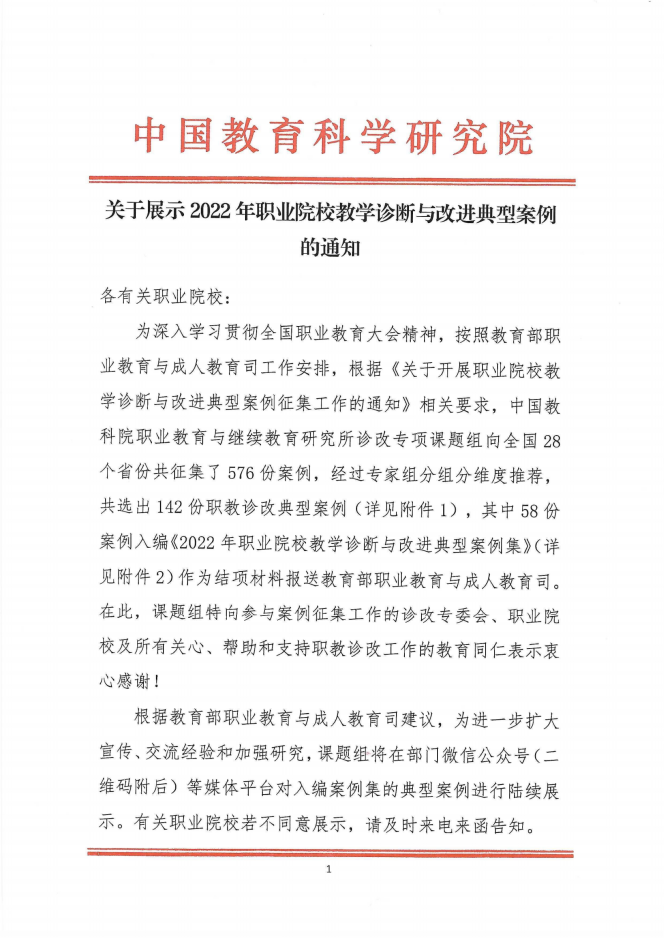 中国教育科学研究院
关于展示 2022 年职业院校教学诊断与改进典型案例
的通知
各有关职业院校：
为深入学习贯彻全国职业教育大会精神，按照教育部职
业教育与成人教育司工作安排，根据《关于开展职业院校教
学诊断与改进典型案例征集工作的通知》相关要求，中国教
科院职业教育与继续教育研究所诊改专项课题组向全国 28
个省份共征集了 576 份案例，经过专家组分组分维度推荐，
共选出 142 份职教诊改典型案例（详见附件 1），其中 58 份
案例入编《2022 年职业院校教学诊断与改进典型案例集》（详
见附件 2）作为结项材料报送教育部职业教育与成人教育司。
在此，课题组特向参与案例征集工作的诊改专委会、职业院
校及所有关心、帮助和支持职教诊改工作的教育同仁表示衷
心感谢！
根据教育部职业教育与成人教育司建议，为进一步扩大
宣传、交流经验和加强研究，课题组将在部门微信公众号（二
维码附后）等媒体平台对入编案例集的典型案例进行陆续展
示。有关职业院校若不同意展示，请及时来电来函告知。
1